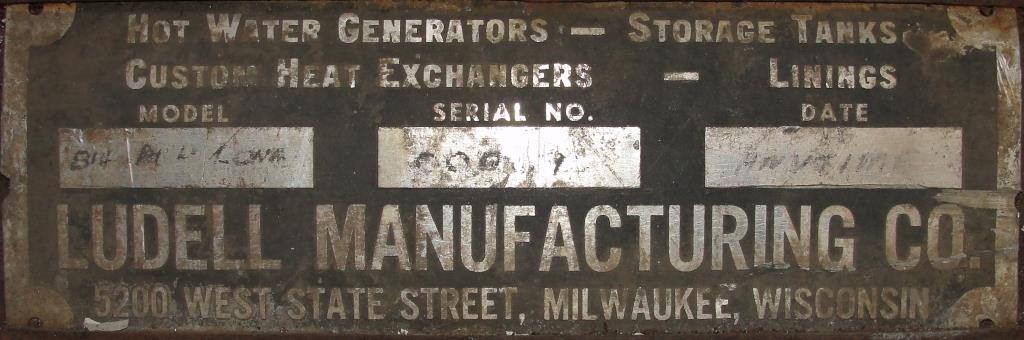 HOT WATER GENERATORS — STORAGE TANKS
CUSTOM HEAT EXCHANGERS — LININGS
MODEL SERIAL NO. DATE
ANYTIME
LUDELL MANUFACTURING CO.
5200 WEST STATE STREET, MILWAUKEE, WISCONSIN